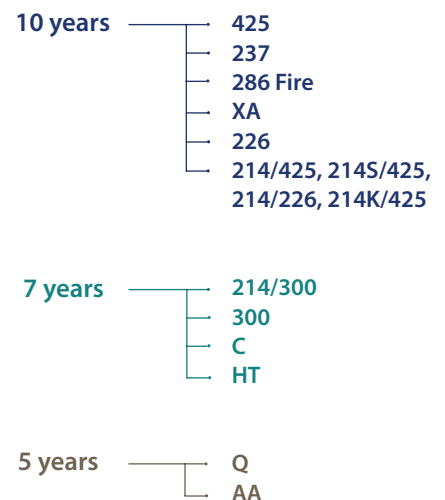 10 years
425
237
286 Fire
XA
226
214/425, 214S/425,
214/226, 214K/425
7 years
214/300
300
C
HT
5 years
Q
AA